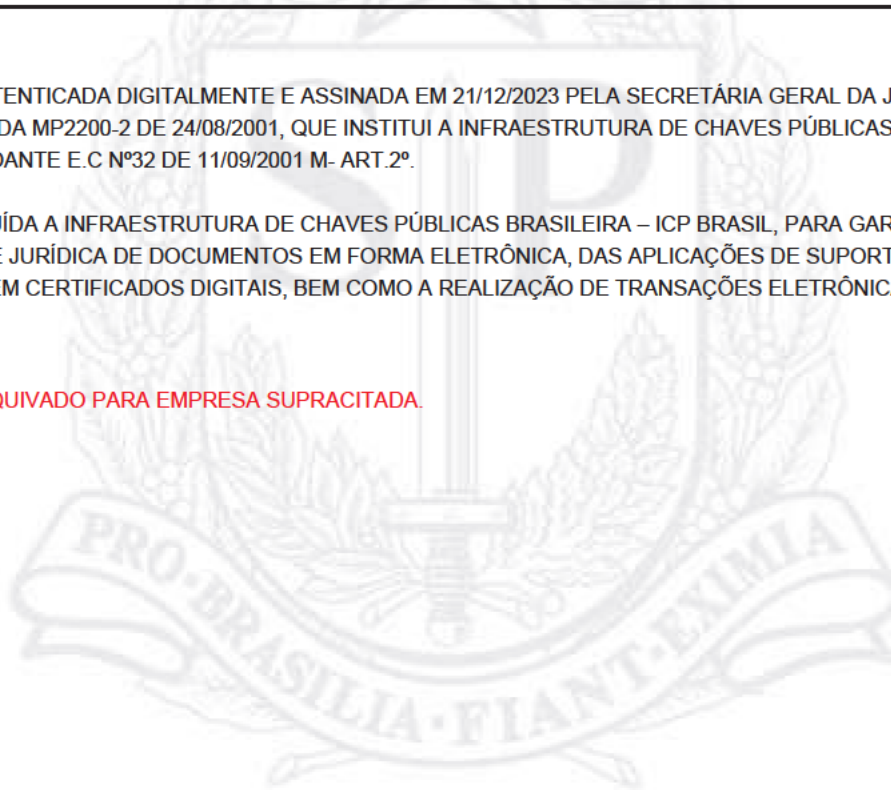 TENTICADA DIGITALMENTE E ASSINADA EM 21/12/2023 PELA SECRETÁRIA GERAL DA J
DA MP2200-2 DE 24/08/2001, QUE INSTITUI A INFRAESTRUTURA DE CHAVES PÚBLICAS
DANTE E.C Nº32 DE 11/09/2001 M- ART.2º.
ÍDA A INFRAESTRUTURA DE CHAVES PÚBLICAS BRASILEIRA – ICP BRASIL, PARA GAR
E JURÍDICA DE DOCUMENTOS EM FORMA ELETRÔNICA, DAS APLICAÇÕES DE SUPORT
EM CERTIFICADOS DIGITAIS, BEM COMO A REALIZAÇÃO DE TRANSAÇÕES ELETRÔNICA
QUIVADO PARA EMPRESA SUPRACITADA.
SP
PRO·BRASILIA·FIANT·EXIMIA